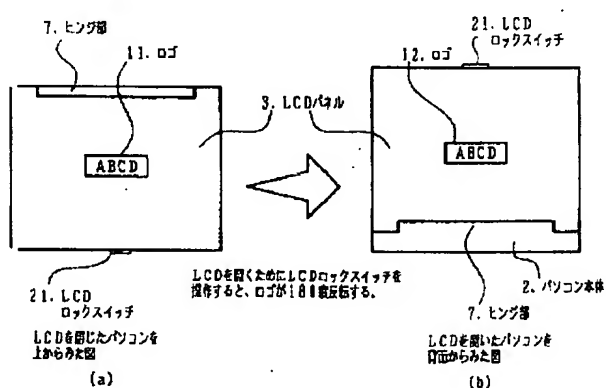 7. ヒンジ部
11. ロゴ
3. LCDパネル
ABCD
21. LCD
ロックスイッチ
LCDを閉じたパソコンを
上からみた図
(a)
LCDを開くためにLCDロックスイッチを
操作すると、ロゴが180度反転する。
21. LCD
ロックスイッチ
12. ロゴ
ABCD
2. パソコン本体
7. ヒンジ部
LCDを開いたパソコンを
背面からみた図
(b)